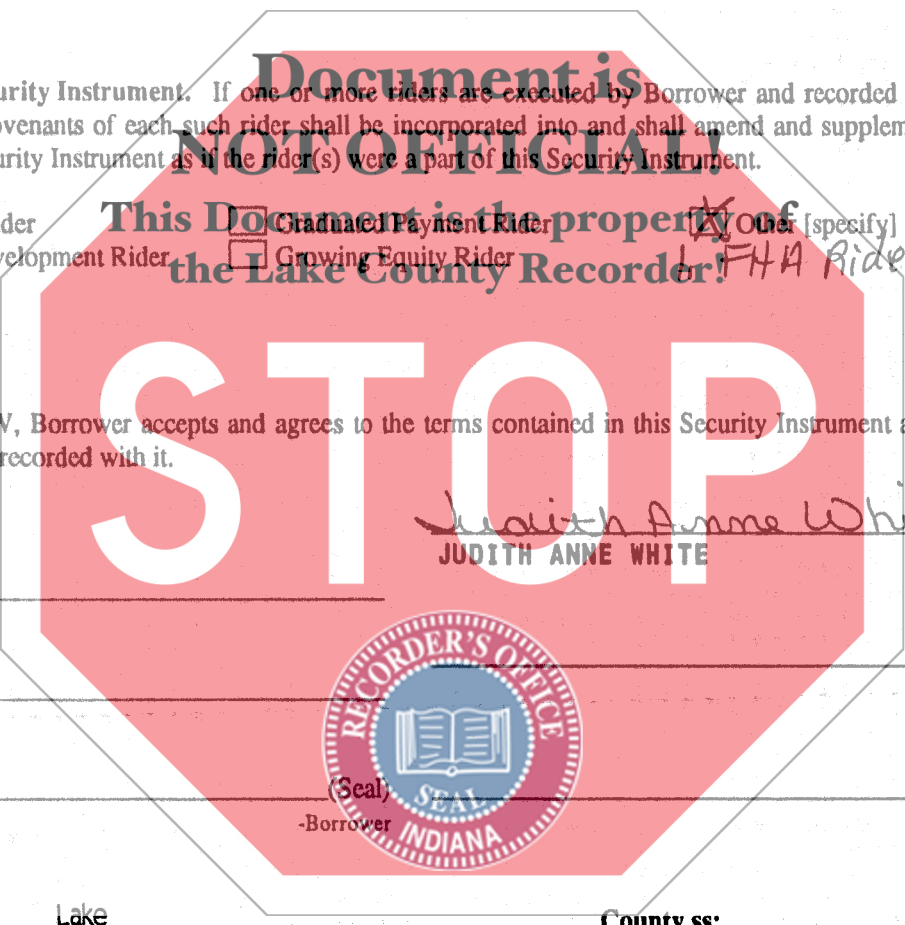 Document is
urity Instrument. If one or more riders are executed by Borrower and recorded
ovenants of each such rider shall be incorporated into and shall amend and supplem
NOT OFFICIAL!
urity Instrument as if the rider(s) were a part of this Security Instrument.
This Document is the property of
der Graduated Payment Rider X Other [specify]
velopment Rider Growing Equity Rider FHA Ride
the Lake County Recorder!
STOP
V, Borrower accepts and agrees to the terms contained in this Security Instrument a
recorded with it.
Judith Anne Whi
JUDITH ANNE WHITE
RECORDER'S OFFICE
SEAL
INDIANA
(Seal)
-Borrower
Lake County ss: